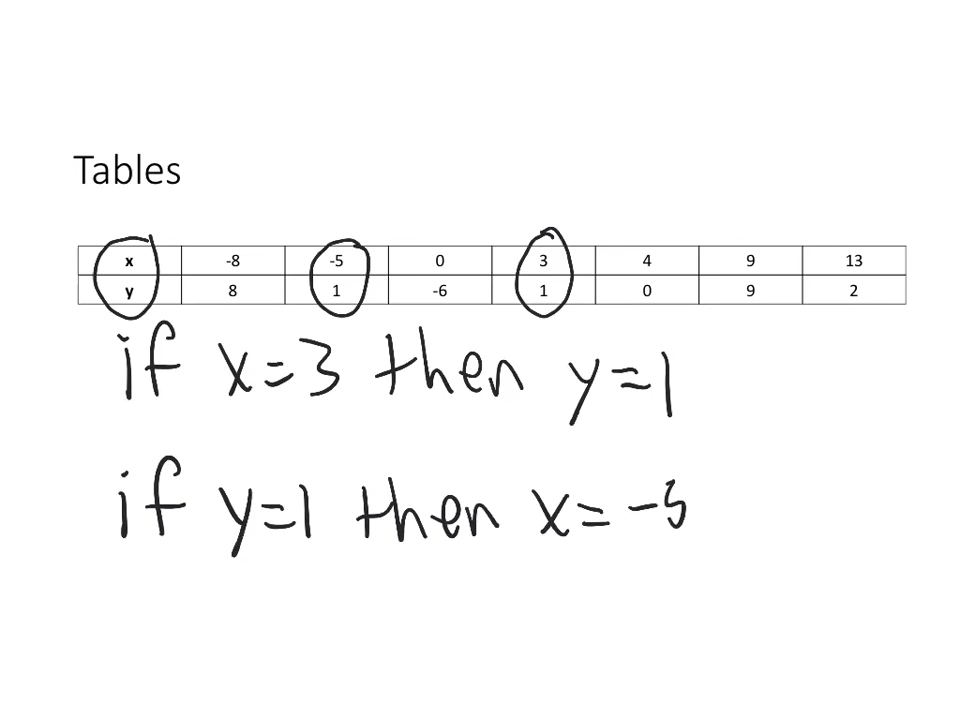 Tables
x -8 -5 0 3 4 9 13
y 8 1 -6 1 0 9 2
if x=3 then y=1
if y=1 then x=-5